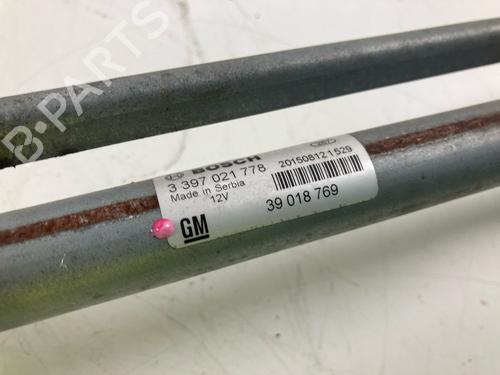 B-PARTS
BOSCH
3 397 021 778
Made in Serbia
12V
201508121529
39 018 769
GM